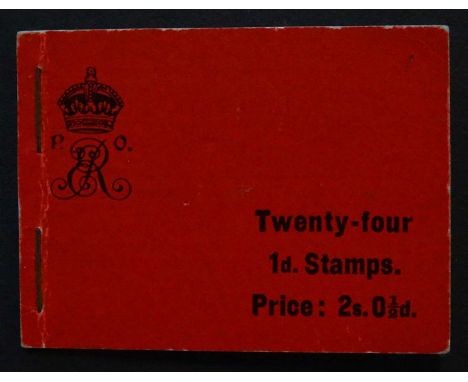 P. O.
ER
Twenty-four
1d. Stamps.
Price: 2s. 0½d.